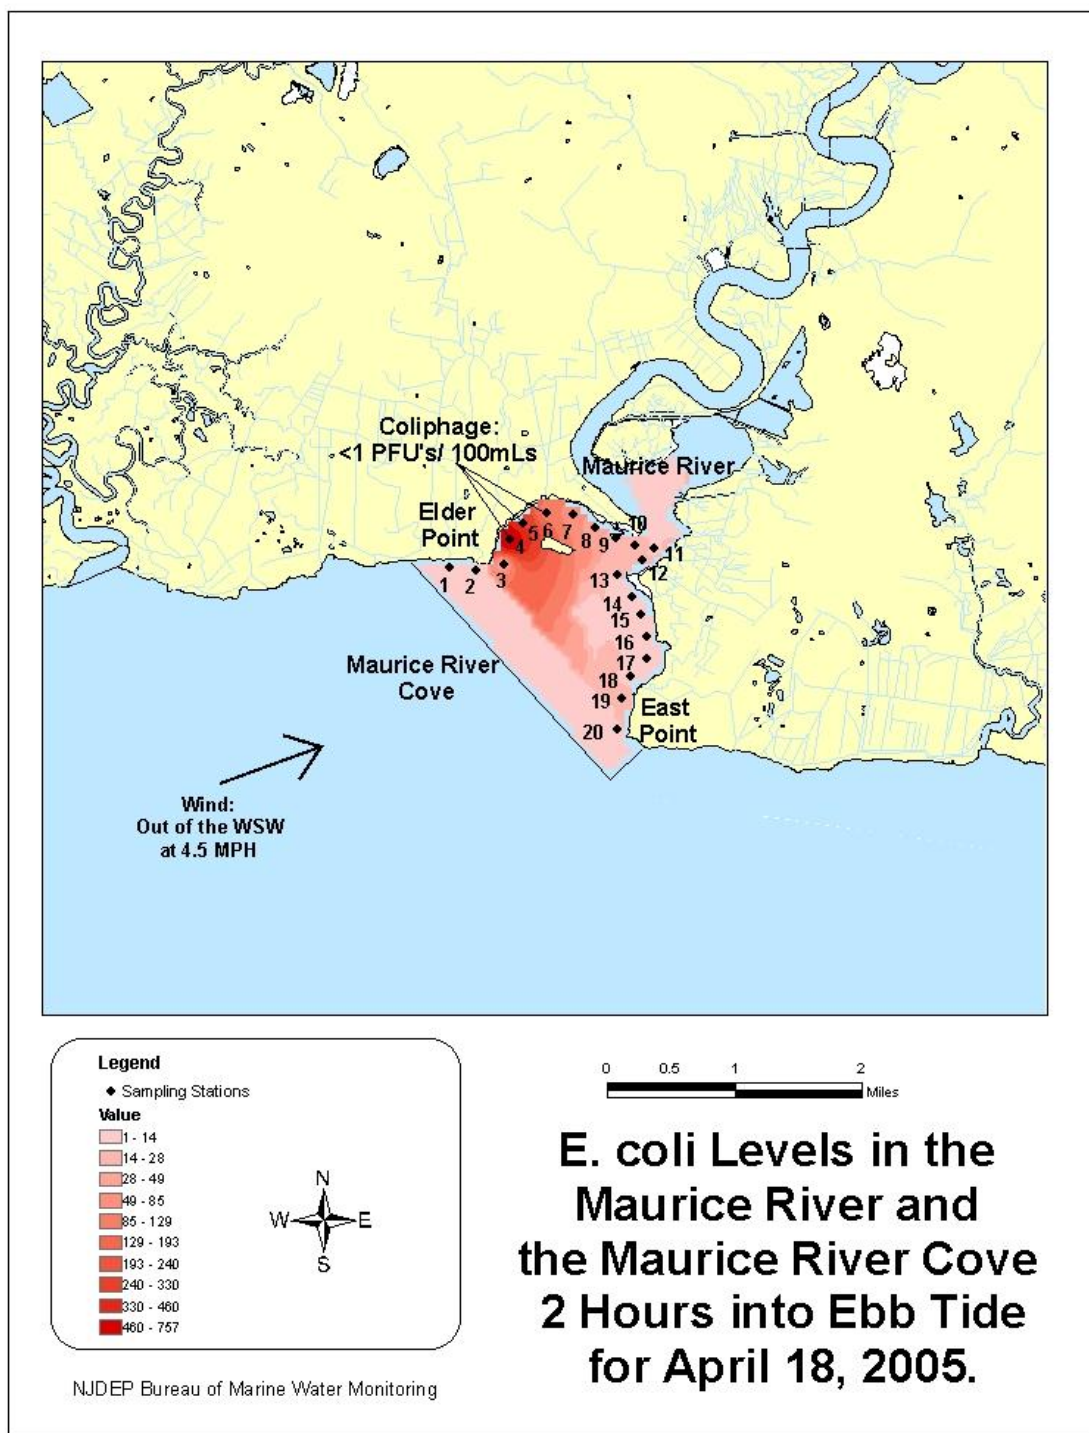 Coliphage:
<1 PFU's/ 100mLs
Maurice River
Elder
Point
10
5
6
7
8
9
4
11
12
3
13
1
2
14
15
16
17
18
19
20
Maurice River
Cove
East
Point
Wind:
Out of the WSW
at 4.5 MPH
Legend
Sampling Stations
Value
1 - 14
14 - 28
28 - 49
49 - 85
85 - 129
129 - 193
193 - 240
240 - 330
330 - 460
460 - 757
N
W
E
S
0 0.5 1 2
Miles
E. coli Levels in the
Maurice River and
the Maurice River Cove
2 Hours into Ebb Tide
for April 18, 2005.
NJDEP Bureau of Marine Water Monitoring